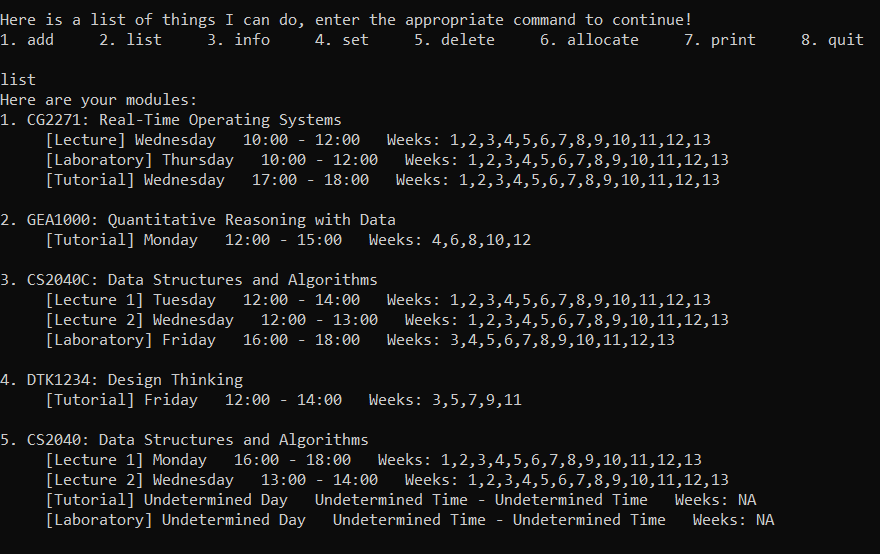 Here is a list of things I can do, enter the appropriate command to continue!
1. add     2. list     3. info     4. set     5. delete     6. allocate     7. print     8. quit
list
Here are your modules:
1. CG2271: Real-Time Operating Systems
     [Lecture] Wednesday   10:00 - 12:00   Weeks: 1,2,3,4,5,6,7,8,9,10,11,12,13
     [Laboratory] Thursday   10:00 - 12:00   Weeks: 1,2,3,4,5,6,7,8,9,10,11,12,13
     [Tutorial] Wednesday   17:00 - 18:00   Weeks: 1,2,3,4,5,6,7,8,9,10,11,12,13
2. GEA1000: Quantitative Reasoning with Data
     [Tutorial] Monday   12:00 - 15:00   Weeks: 4,6,8,10,12
3. CS2040C: Data Structures and Algorithms
     [Lecture 1] Tuesday   12:00 - 14:00   Weeks: 1,2,3,4,5,6,7,8,9,10,11,12,13
     [Lecture 2] Wednesday   12:00 - 13:00   Weeks: 1,2,3,4,5,6,7,8,9,10,11,12,13
     [Laboratory] Friday   16:00 - 18:00   Weeks: 3,4,5,6,7,8,9,10,11,12,13
4. DTK1234: Design Thinking
     [Tutorial] Friday   12:00 - 14:00   Weeks: 3,5,7,9,11
5. CS2040: Data Structures and Algorithms
     [Lecture 1] Monday   16:00 - 18:00   Weeks: 1,2,3,4,5,6,7,8,9,10,11,12,13
     [Lecture 2] Wednesday   13:00 - 14:00   Weeks: 1,2,3,4,5,6,7,8,9,10,11,12,13
     [Tutorial] Undetermined Day   Undetermined Time - Undetermined Time   Weeks: NA
     [Laboratory] Undetermined Day   Undetermined Time - Undetermined Time   Weeks: NA